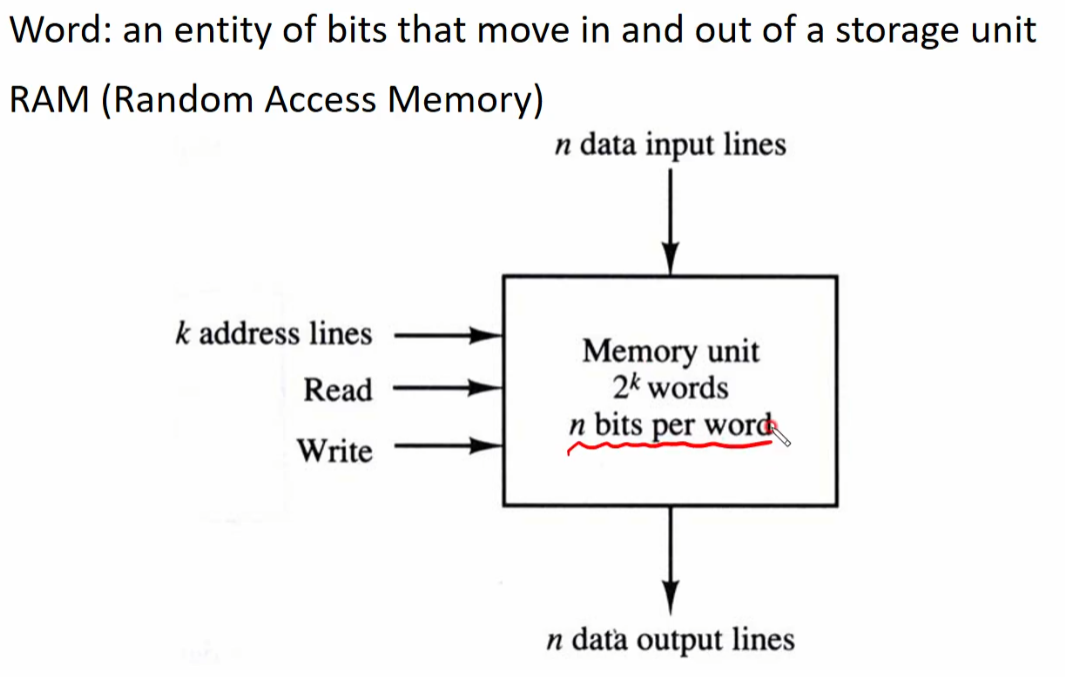 Word: an entity of bits that move in and out of a storage unit
RAM (Random Access Memory)
n data input lines
k address lines
Read
Write
Memory unit
2ᵏ words
n bits per word
n data output lines